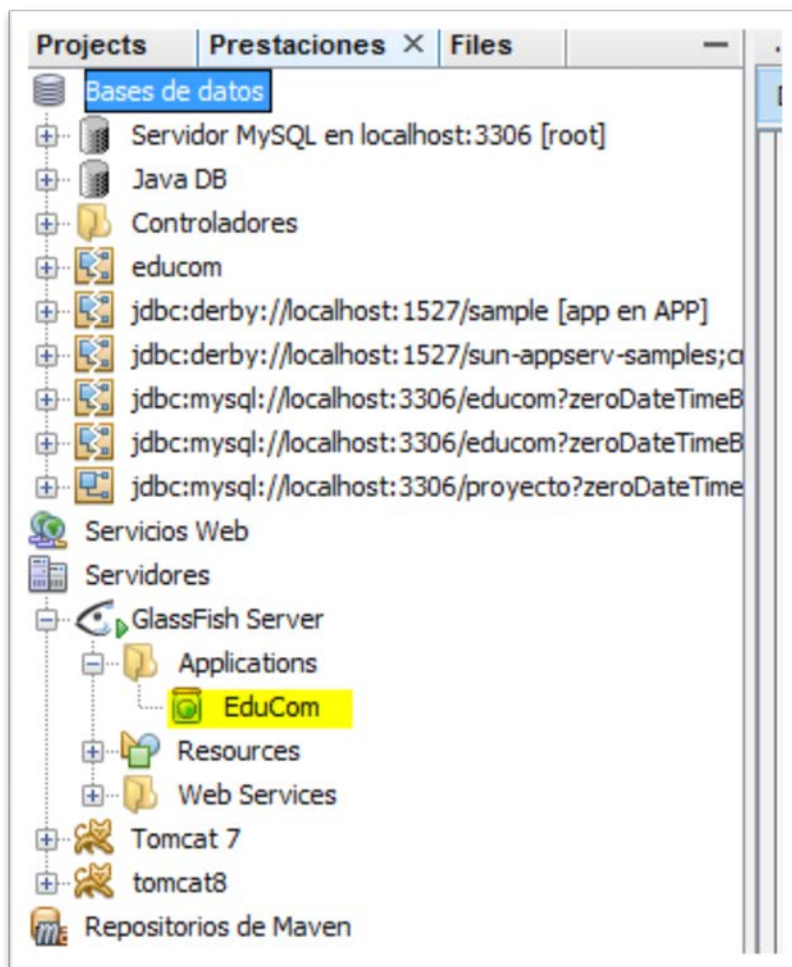 Projects Prestaciones × Files
Bases de datos
Servidor MySQL en localhost:3306 [root]
Java DB
Controladores
educom
jdbc:derby://localhost:1527/sample [app en APP]
jdbc:derby://localhost:1527/sun-appserv-samples;cr
jdbc:mysql://localhost:3306/educom?zeroDateTimeB
jdbc:mysql://localhost:3306/educom?zeroDateTimeB
jdbc:mysql://localhost:3306/proyecto?zeroDateTime
Servicios Web
Servidores
GlassFish Server
Applications
EduCom
Resources
Web Services
Tomcat 7
tomcat8
Repositorios de Maven